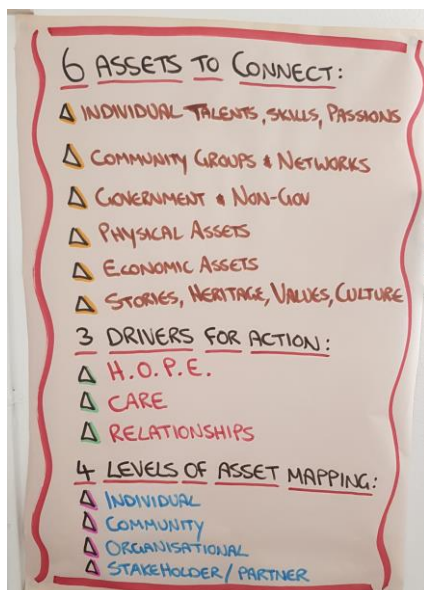 6 ASSETS TO CONNECT:
INDIVIDUAL TALENTS, SKILLS, PASSIONS
COMMUNITY GROUPS & NETWORKS
GOVERNMENT & NON-GOV
PHYSICAL ASSETS
ECONOMIC ASSETS
STORIES, HERITAGE, VALUES, CULTURE
3 DRIVERS FOR ACTION:
H.O.P.E.
CARE
RELATIONSHIPS
4 LEVELS OF ASSET MAPPING:
INDIVIDUAL
COMMUNITY
ORGANISATIONAL
STAKEHOLDER/PARTNER